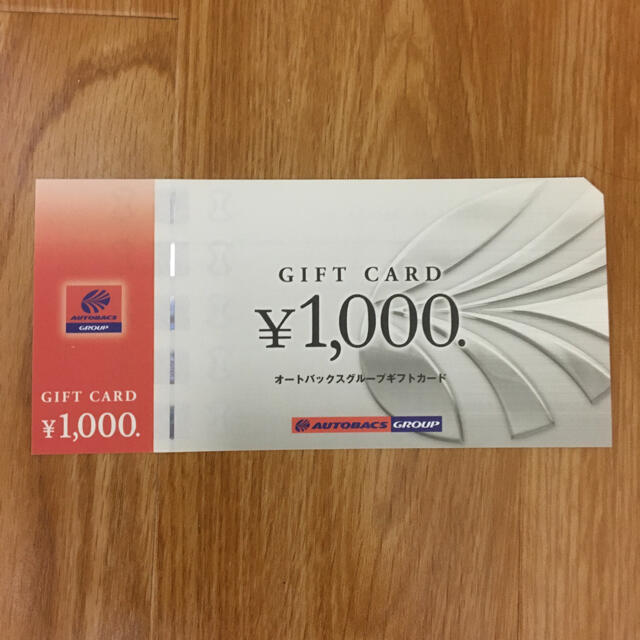 AUTOBACS
GROUP
GIFT CARD
¥1,000.
GIFT CARD
¥1,000.
オートバックスグループギフトカード
AUTOBACS GROUP